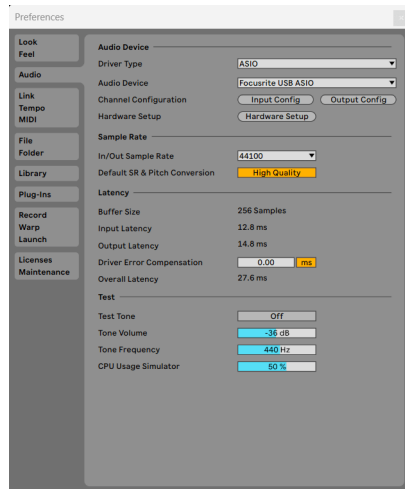 Preferences
Look
Feel
Audio
Link
Tempo
MIDI
File
Folder
Library
Plug-Ins
Record
Warp
Launch
Licenses
Maintenance
Audio Device
Driver Type ASIO
Audio Device Focusrite USB ASIO
Channel Configuration Input Config Output Config
Hardware Setup Hardware Setup
Sample Rate
In/Out Sample Rate 44100
Default SR & Pitch Conversion High Quality
Latency
Buffer Size 256 Samples
Input Latency 12.8 ms
Output Latency 14.8 ms
Driver Error Compensation 0.00 ms
Overall Latency 27.6 ms
Test
Test Tone Off
Tone Volume -36 dB
Tone Frequency 440 Hz
CPU Usage Simulator 50 %